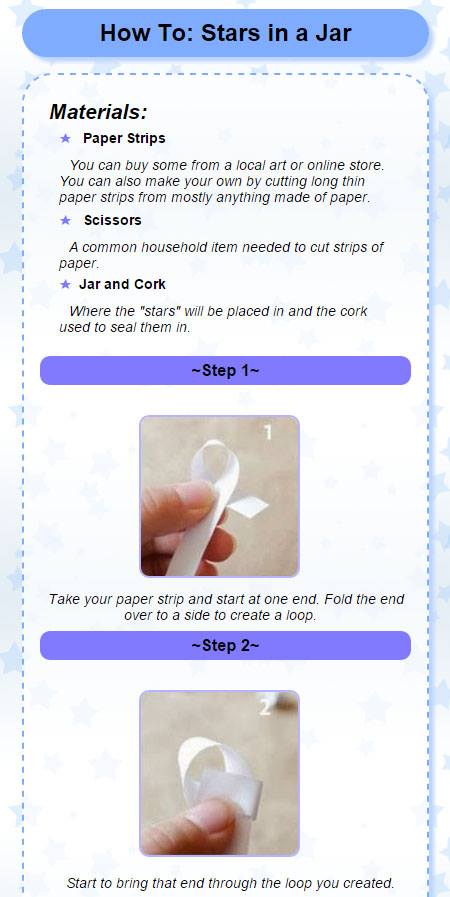 How To: Stars in a Jar
Materials:
Paper Strips
You can buy some from a local art or online store.
You can also make your own by cutting long thin
paper strips from mostly anything made of paper.
Scissors
A common household item needed to cut strips of
paper.
Jar and Cork
Where the "stars" will be placed in and the cork
used to seal them in.
~Step 1~
1
Take your paper strip and start at one end. Fold the end
over to a side to create a loop.
~Step 2~
2
Start to bring that end through the loop you created.